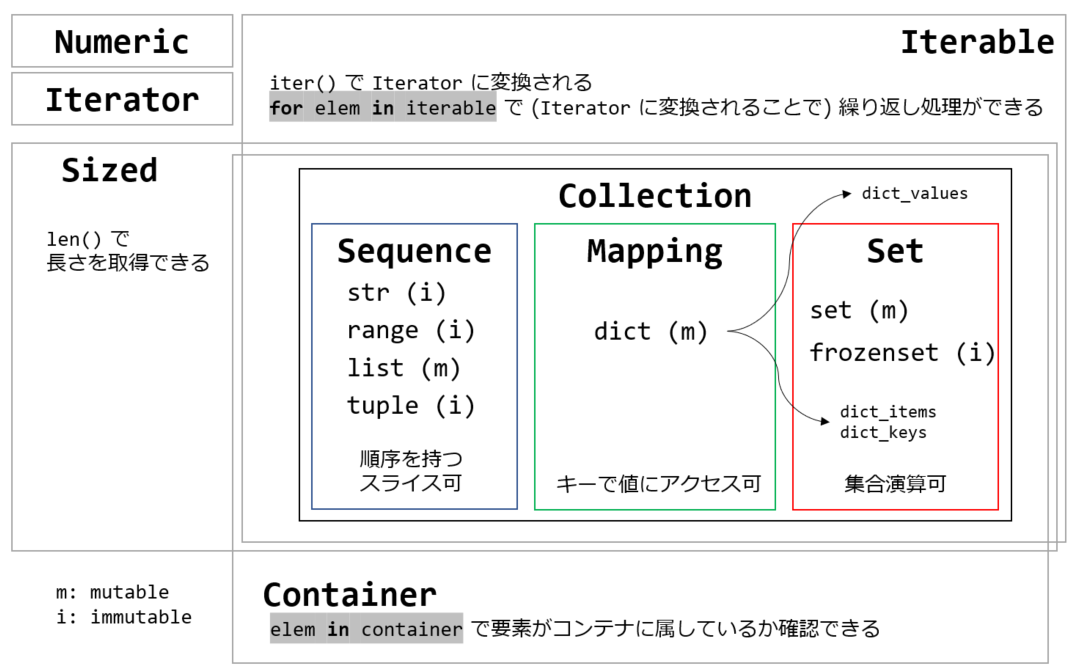 Numeric
Iterator
Iterable
iter() で Iterator に変換される
for elem in iterable で (Iterator に変換されることで) 繰り返し処理ができる
Sized
len() で
長さを取得できる
Collection
dict_values
Sequence
str (i)
range (i)
list (m)
tuple (i)
順序を持つ
スライス可
Mapping
dict (m)
キーで値にアクセス可
Set
set (m)
frozenset (i)
dict_items
dict_keys
集合演算可
m: mutable
i: immutable
Container
elem in container で要素がコンテナに属しているか確認できる